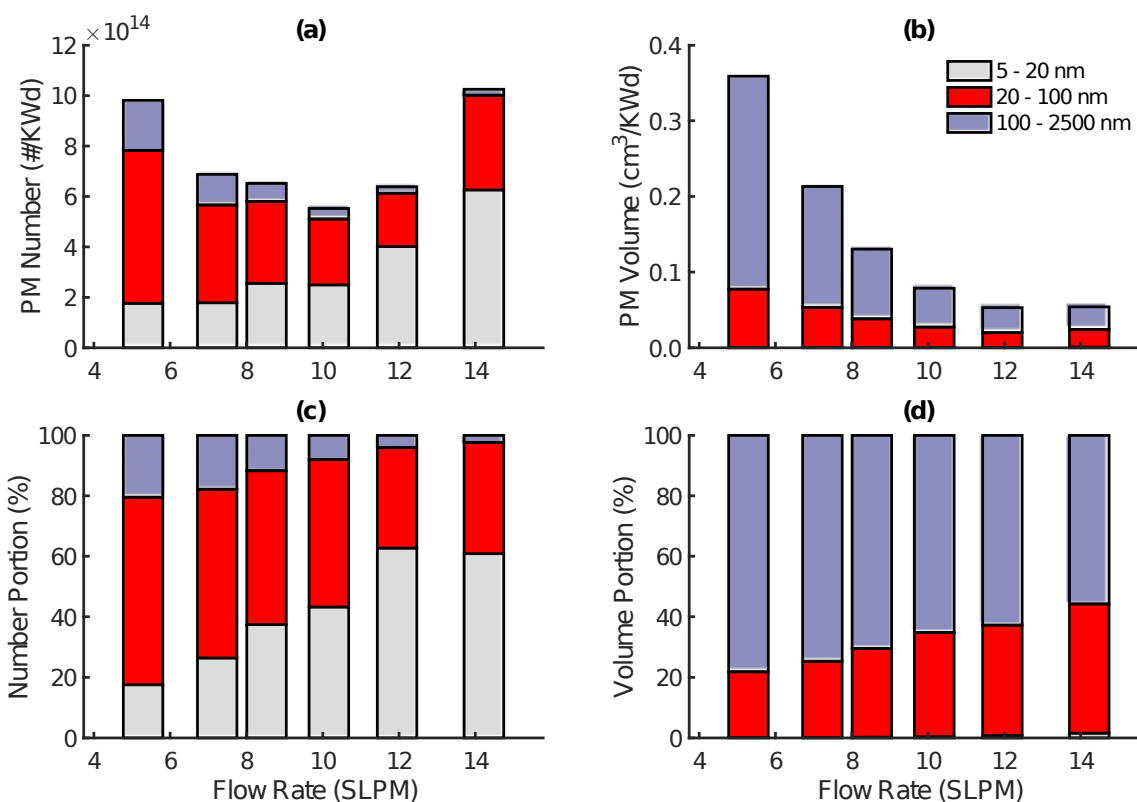 (a)
×10¹⁴
PM Number (#/KWd)
12
10
8
6
4
2
0
4 6 8 10 12 14
(b)
PM Volume (cm³/KWd)
0.4
0.3
0.2
0.1
0.0
5 - 20 nm
20 - 100 nm
100 - 2500 nm
4 6 8 10 12 14
(c)
Number Portion (%)
100
80
60
40
20
0
4 6 8 10 12 14
Flow Rate (SLPM)
(d)
Volume Portion (%)
100
80
60
40
20
0
4 6 8 10 12 14
Flow Rate (SLPM)